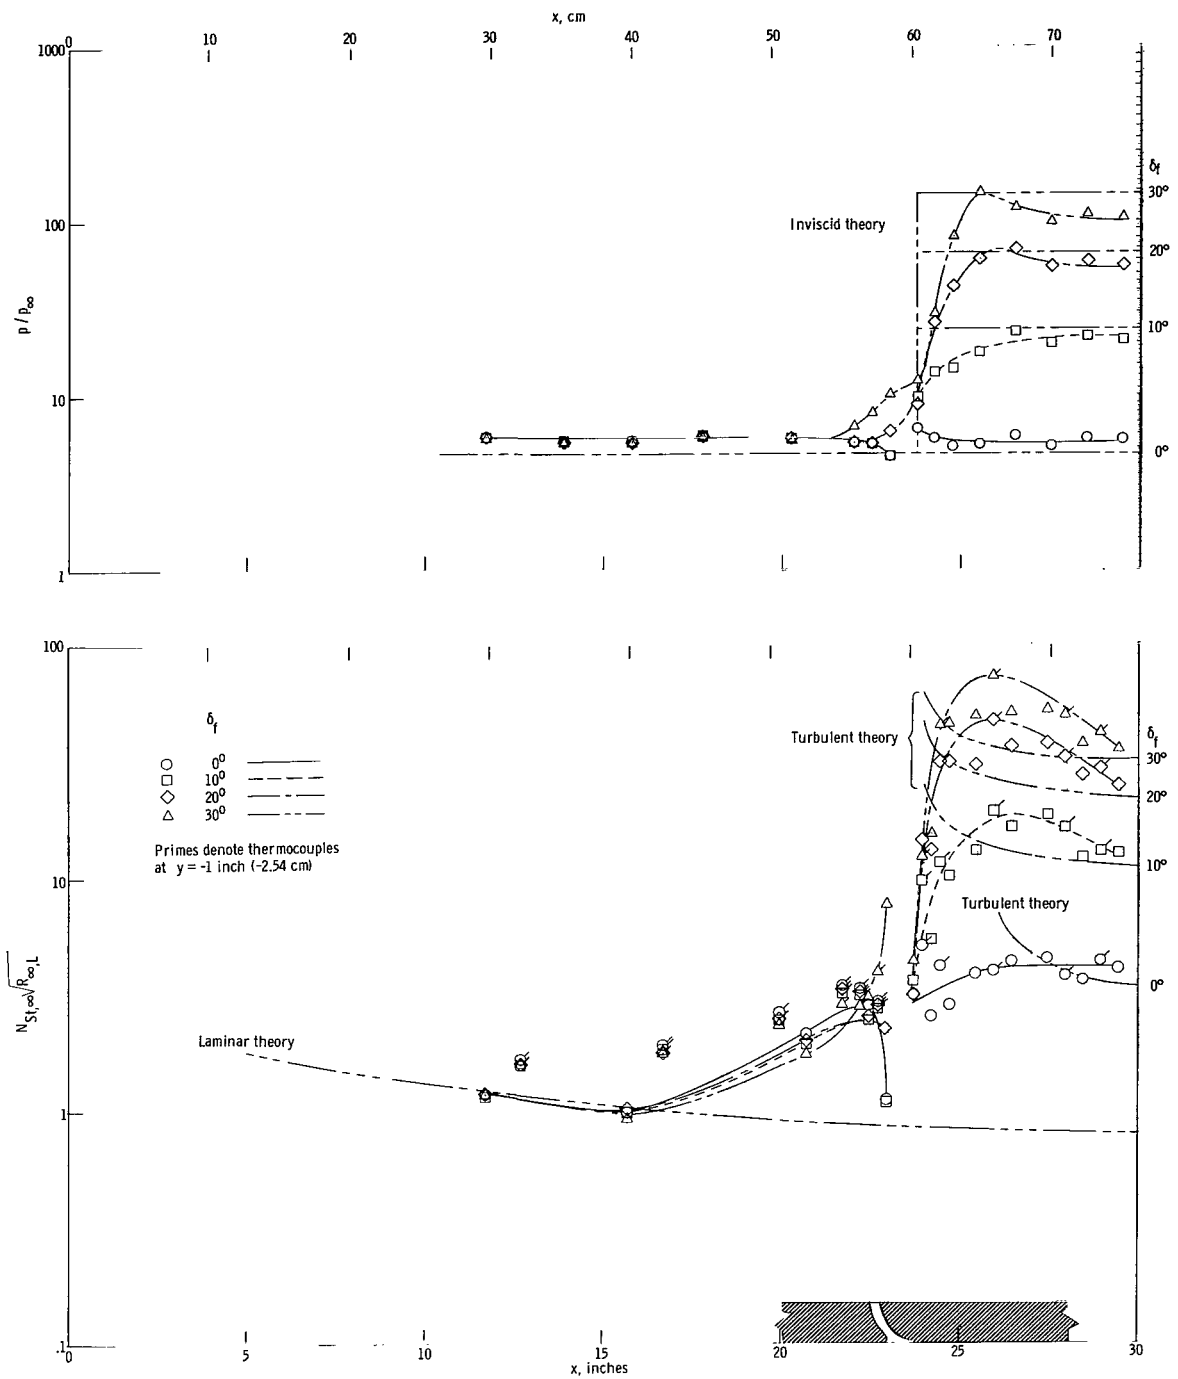 x, cm
0 10 20 30 40 50 60 70
1000
100
10
1
p/p∞
δf
30°
20°
10°
0°
Inviscid theory
100
10
1
.1
N St,∞ √R∞,L
δf
0°
10°
20°
30°
Primes denote thermocouples
at y = -1 inch (-2.54 cm)
Turbulent theory
δf
30°
20°
10°
Turbulent theory
0°
Laminar theory
0 5 10 15 20 25 30
x, inches